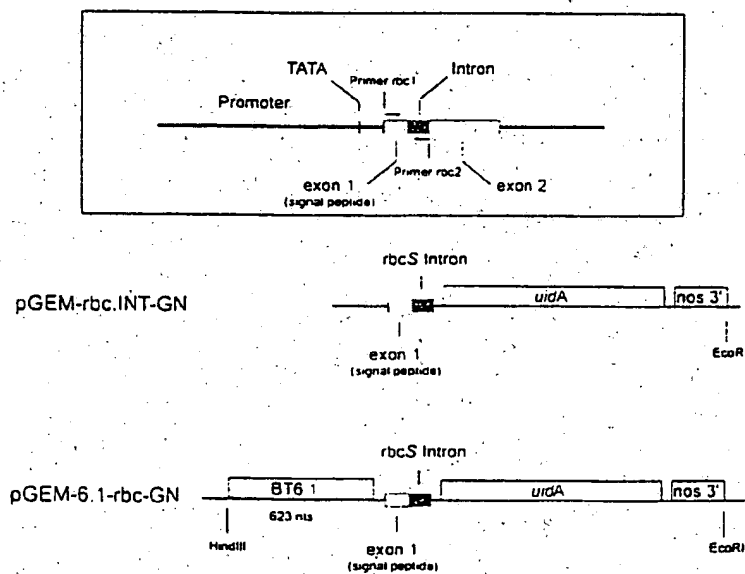 TATA
Primer rbc1
Intron
Promoter
Primer rbc2
exon 1
(signal peptide)
exon 2
rbcS Intron
pGEM-rbc.INT-GN
uidA
nos 3'
exon 1
(signal peptide)
EcoR
rbcS Intron
pGEM-6.1-rbc-GN
BT6 1
uidA
nos 3'
623 nts
HindIII
exon 1
(signal peptide)
EcoRI